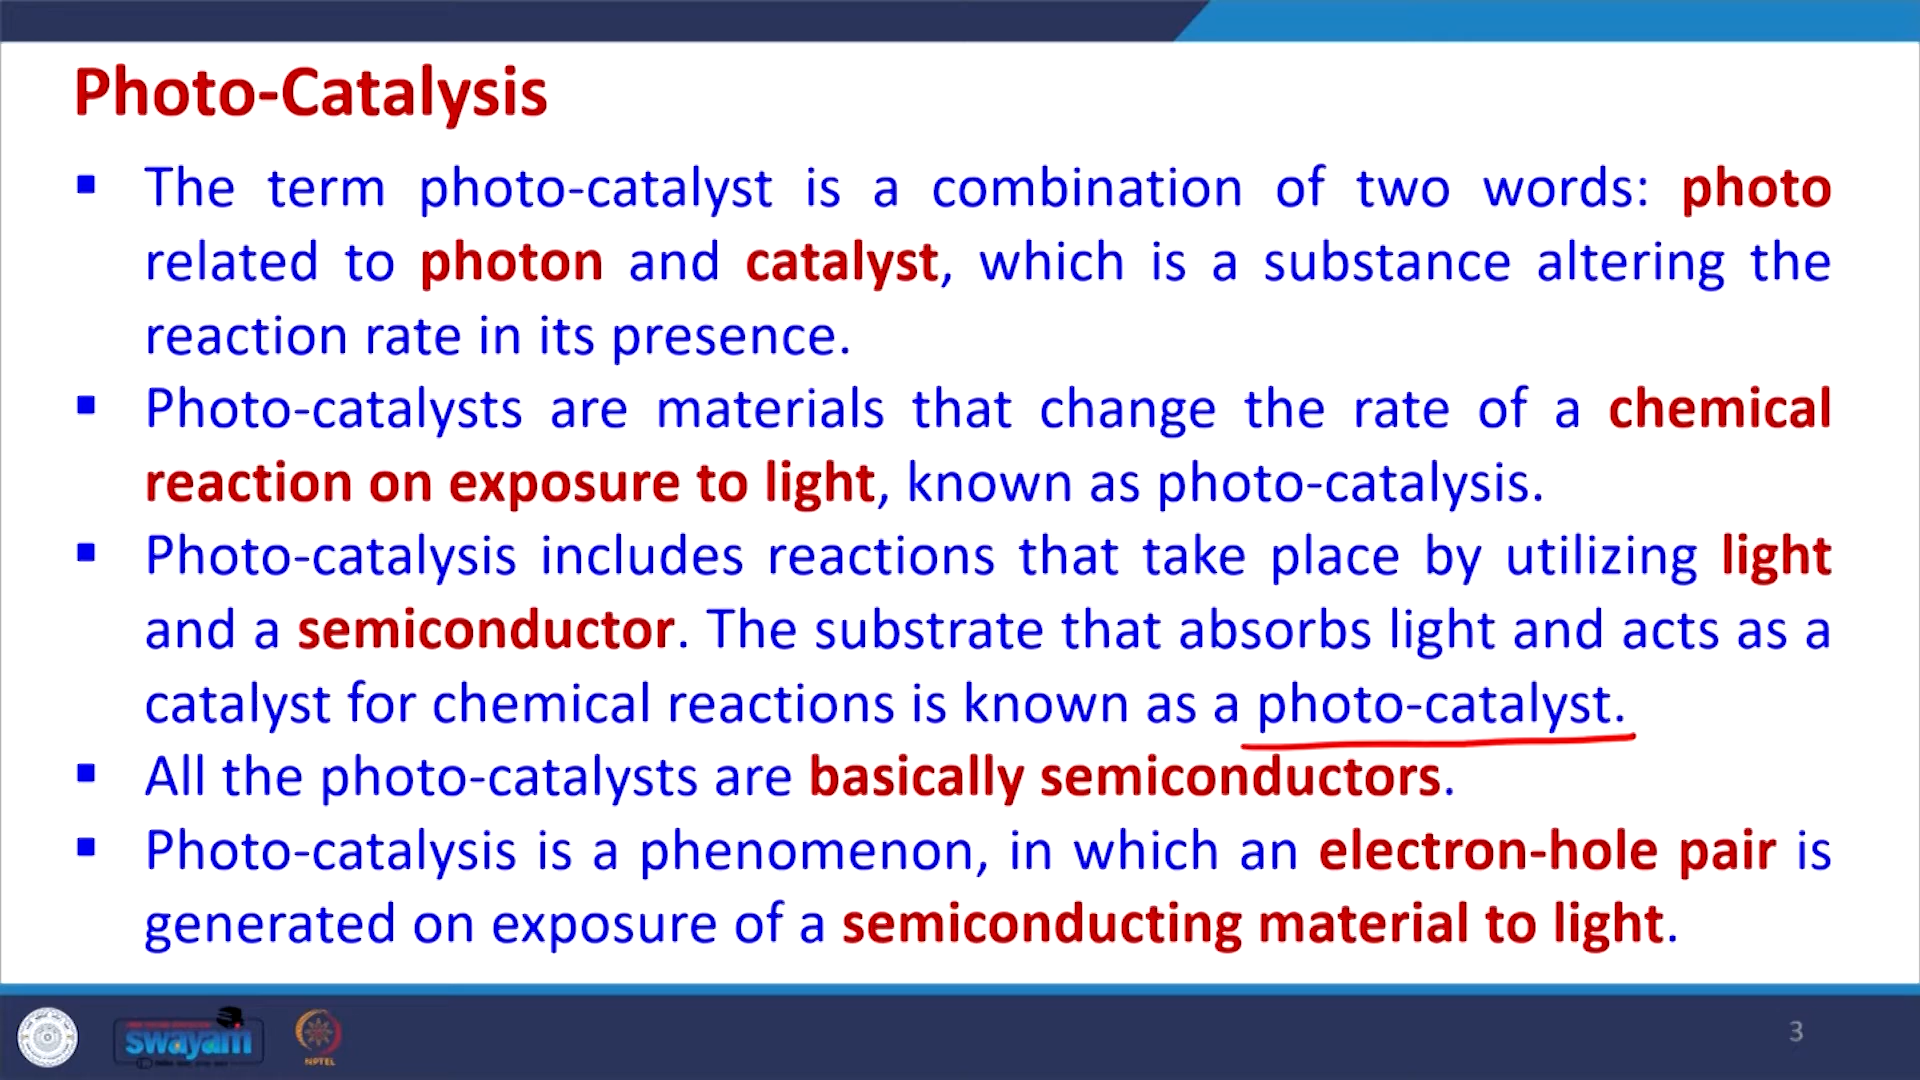 Photo-Catalysis
▪ The term photo-catalyst is a combination of two words: photo
related to photon and catalyst, which is a substance altering the
reaction rate in its presence.
▪ Photo-catalysts are materials that change the rate of a chemical
reaction on exposure to light, known as photo-catalysis.
▪ Photo-catalysis includes reactions that take place by utilizing light
and a semiconductor. The substrate that absorbs light and acts as a
catalyst for chemical reactions is known as a photo-catalyst.
▪ All the photo-catalysts are basically semiconductors.
▪ Photo-catalysis is a phenomenon, in which an electron-hole pair is
generated on exposure of a semiconducting material to light.
swayam
NPTEL
3